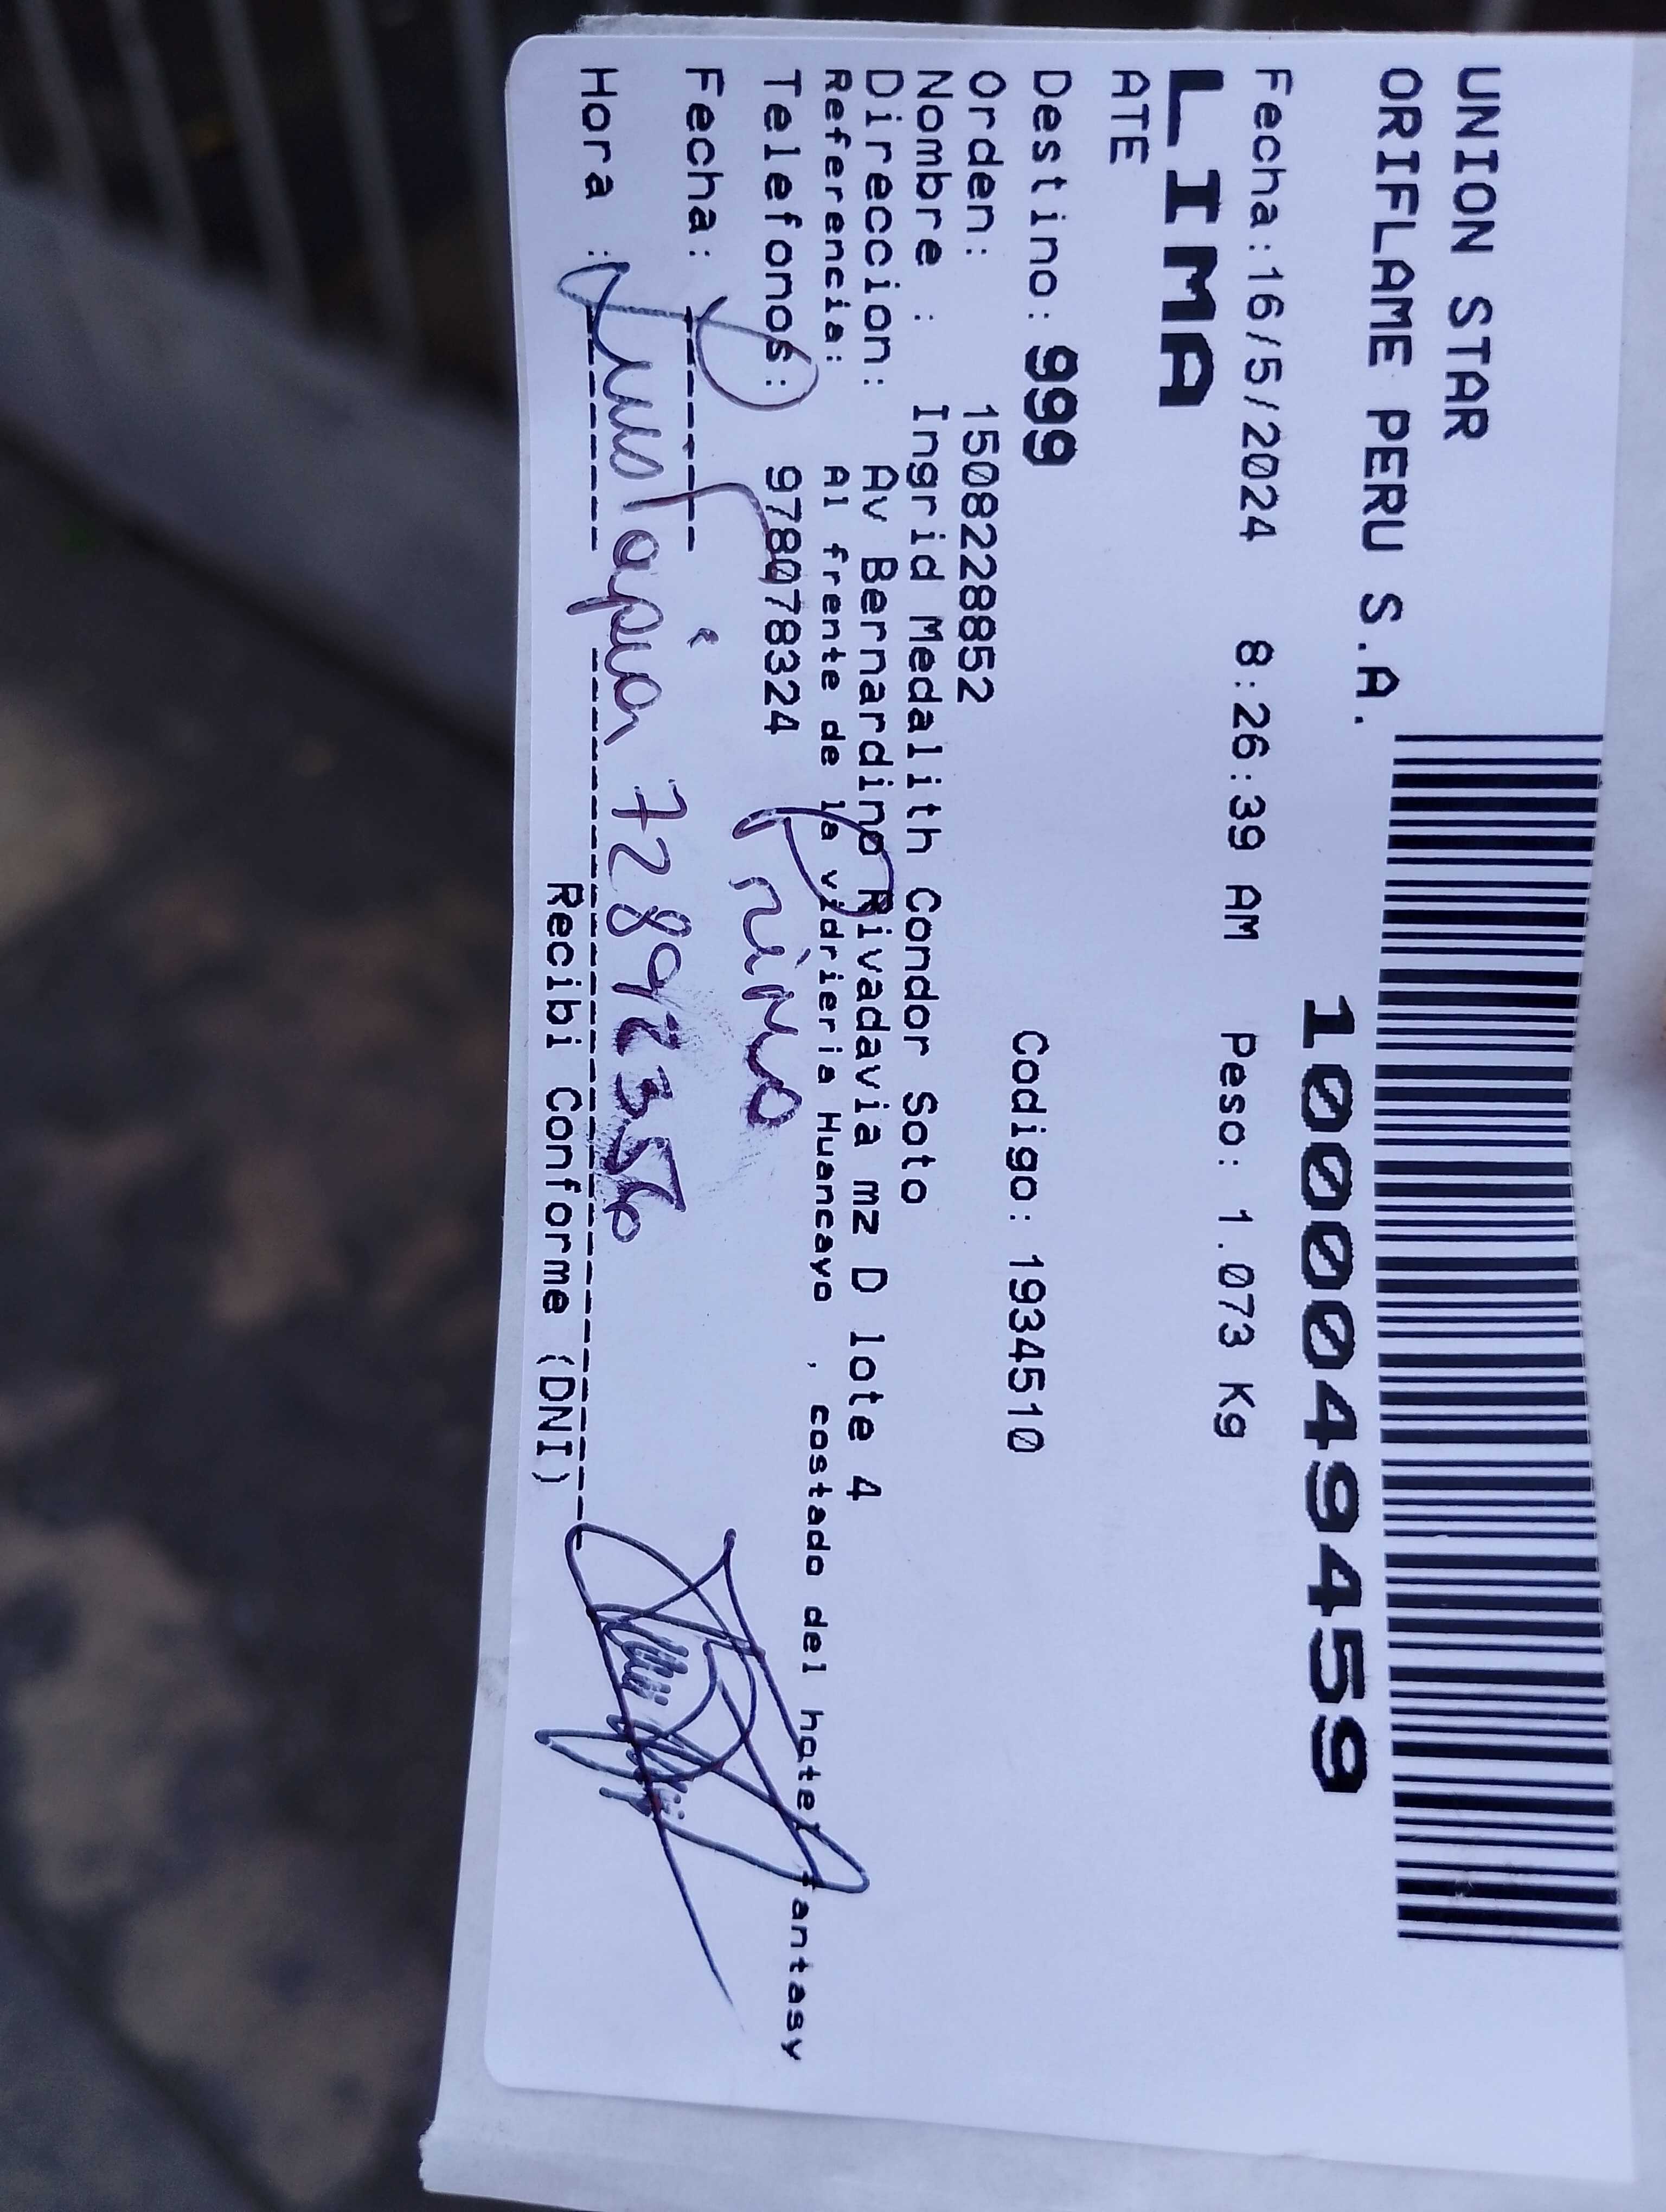 UNION STAR
ORIFLAME PERU S.A.
1000049459
Fecha:16/5/2024 8:26:39 AM Peso: 1.073 Kg
LIMA
ATE
Destino: 999 Codigo: 1934510
Orden: 1508228852
Nombre : Ingrid Medalith Condor Soto
Direccion: Av Bernardino Rivadavia mz D lote 4
Referencia: Al frente de la vidrieria Huancayo , costado del hotel fantasy
Telefonos: 978078324
Primo
Fecha:
Hora :
Recibi Conforme (DNI)